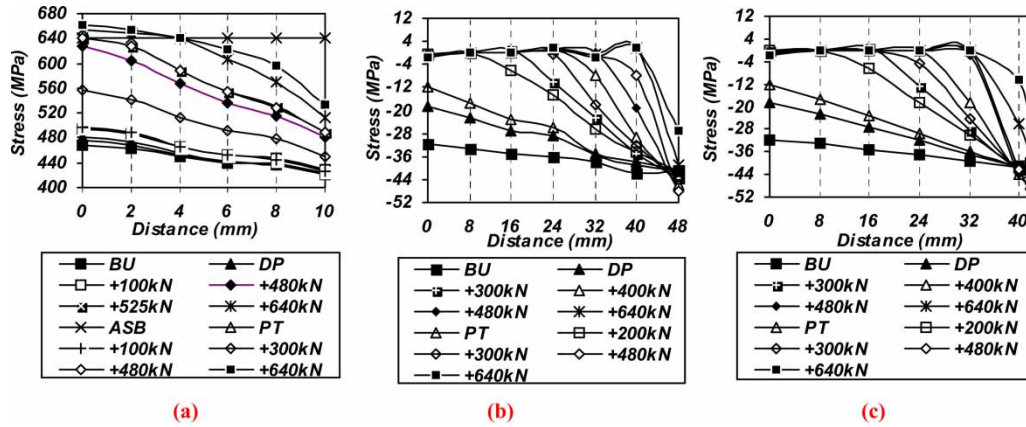 680
640
600
560
520
480
440
400
Stress (MPa)
0 2 4 6 8 10
Distance (mm)
BU DP
+100kN +480kN
+525kN +640kN
ASB PT
+100kN +300kN
+480kN +640kN
(a)
12
4
-4
-12
-20
-28
-36
-44
-52
Stress (MPa)
0 8 16 24 32 40 48
Distance (mm)
BU DP
+300kN +400kN
+480kN +640kN
PT +200kN
+300kN +480kN
+640kN
(b)
12
4
-4
-12
-20
-28
-36
-44
-52
Stress (MPa)
0 8 16 24 32 40
Distance (mm)
BU DP
+300kN +400kN
+480kN +640kN
PT +200kN
+300kN +480kN
+640kN
(c)